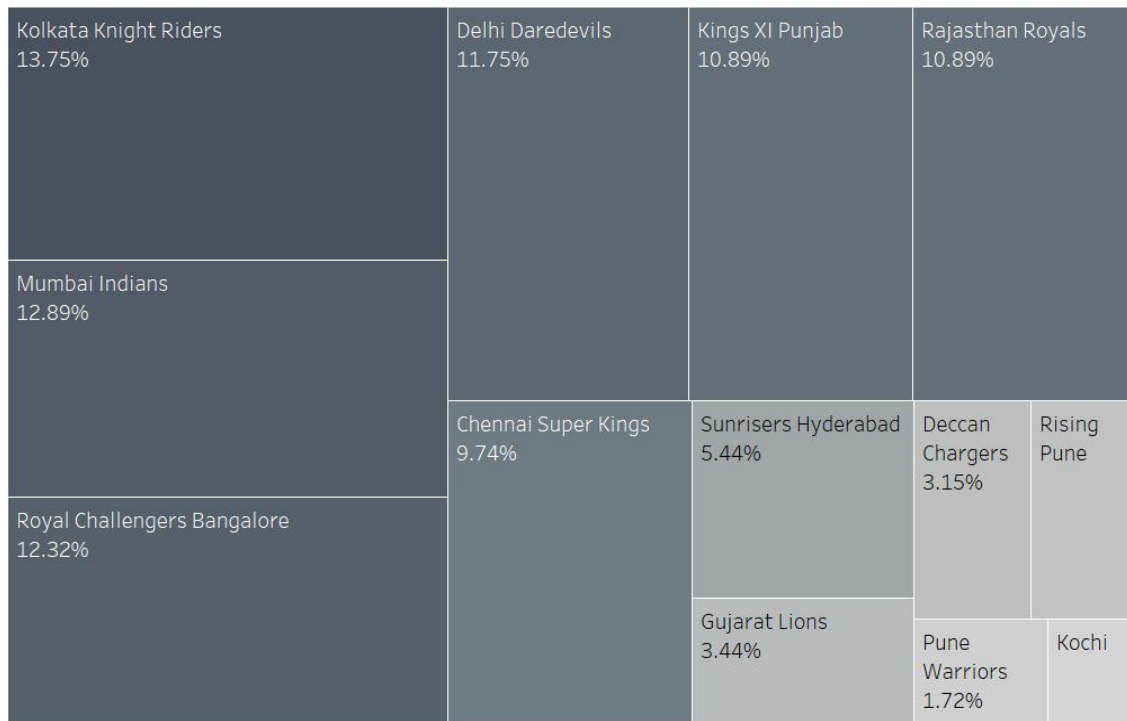 Kolkata Knight Riders
13.75%
Mumbai Indians
12.89%
Royal Challengers Bangalore
12.32%
Delhi Daredevils
11.75%
Kings XI Punjab
10.89%
Rajasthan Royals
10.89%
Chennai Super Kings
9.74%
Sunrisers Hyderabad
5.44%
Gujarat Lions
3.44%
Deccan
Chargers
3.15%
Rising
Pune
Pune
Warriors
1.72%
Kochi